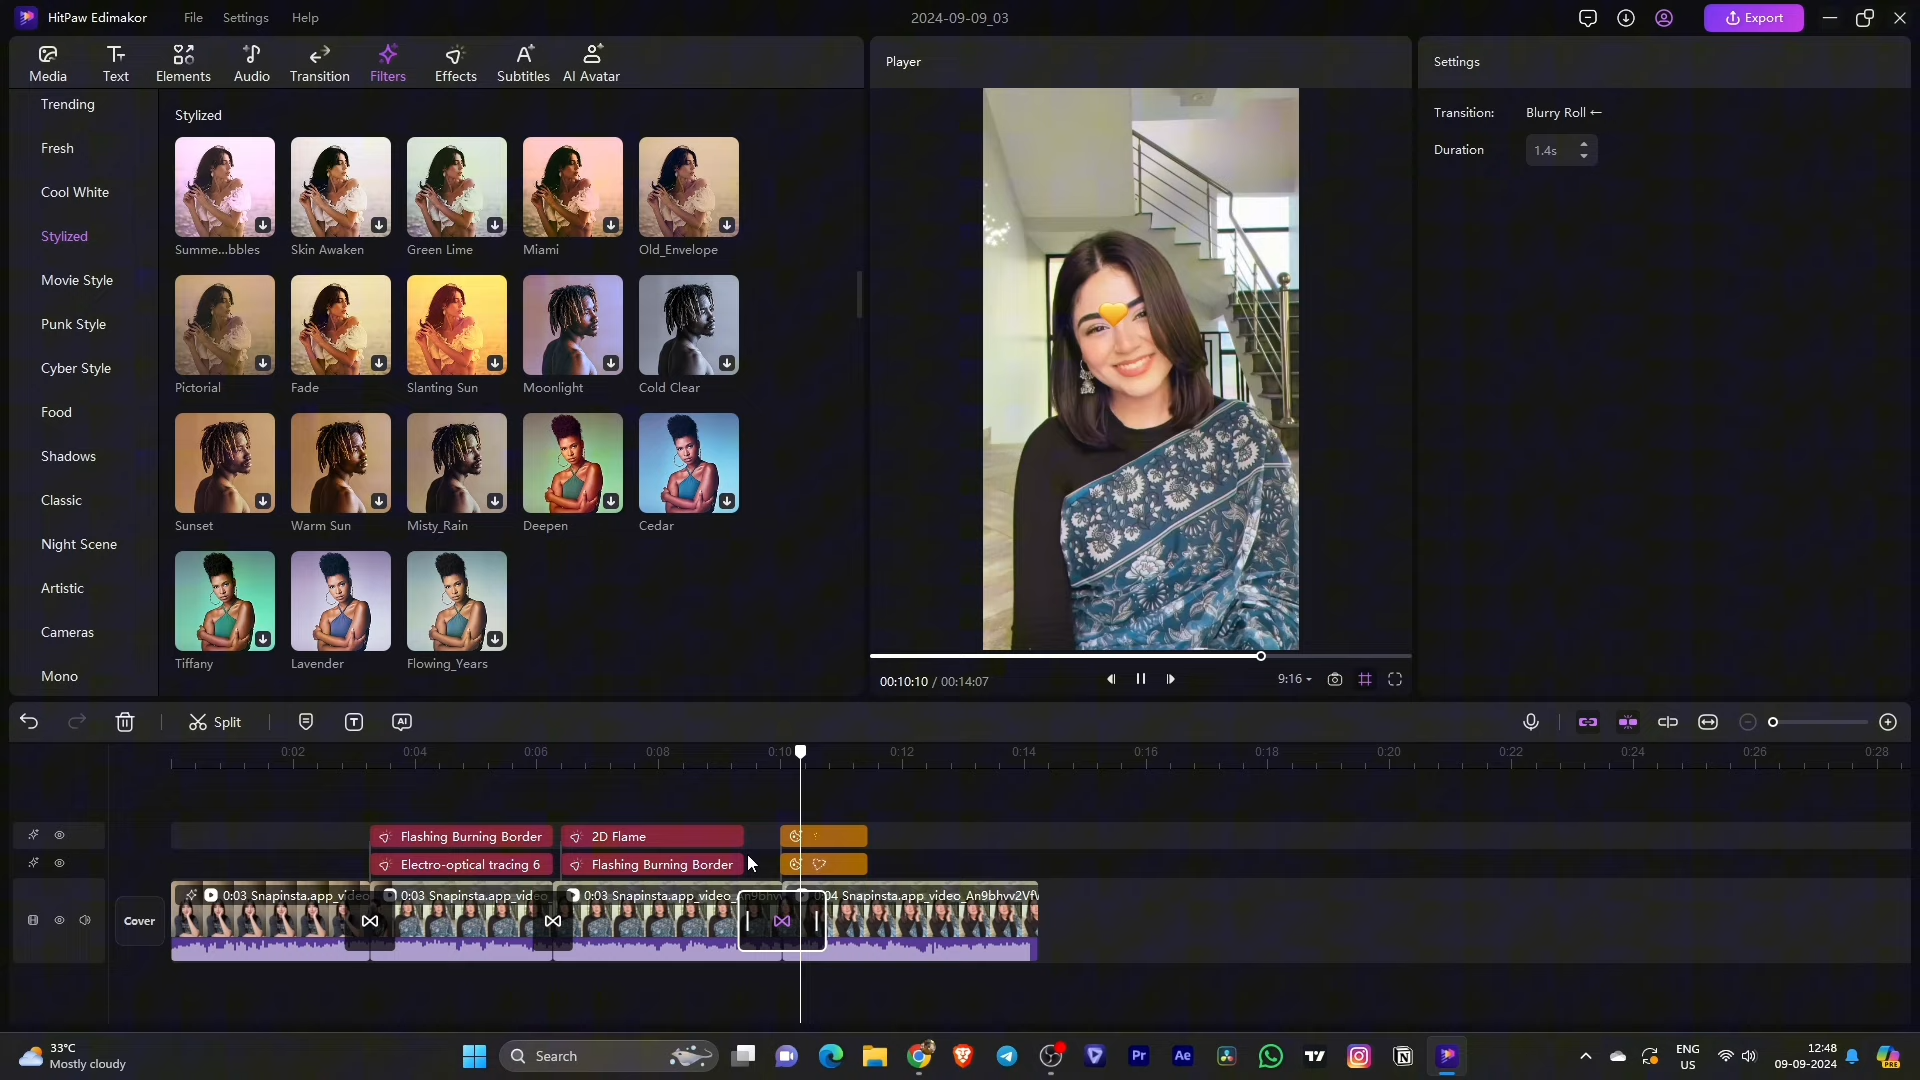 HitPaw Edimakor
File
Settings
Help
2024-09-09_03
Export
Media
Text
Elements
Audio
Transition
Filters
Effects
Subtitles
AI Avatar
Player
Settings
Trending
Fresh
Cool White
Stylized
Movie Style
Punk Style
Cyber Style
Food
Shadows
Classic
Night Scene
Artistic
Cameras
Mono
Stylized
Summe...bbles
Skin Awaken
Green Lime
Miami
Old_Envelope
Pictorial
Fade
Slanting Sun
Moonlight
Cold Clear
Sunset
Warm Sun
Misty_Rain
Deepen
Cedar
Tiffany
Lavender
Flowing_Years
Transition: Blurry Roll ←
Duration 1.4s
00:10:10 / 00:14:07
9:16
Split
AI
0:02 0:04 0:06 0:08 0:10 0:12 0:14 0:16 0:18 0:20 0:22 0:24 0:26 0:28
Flashing Burning Border
2D Flame
Electro-optical tracing 6
Flashing Burning Border
Cover
0:03 Snapinsta.app_video
0:03 Snapinsta.app_video
0:03 Snapinsta.app_video_
:04 Snapinsta.app_video_An9bhvv2Vf
33°C
Mostly cloudy
Search
Pr
Ae
ENG
US
12:48
09-09-2024
PRE